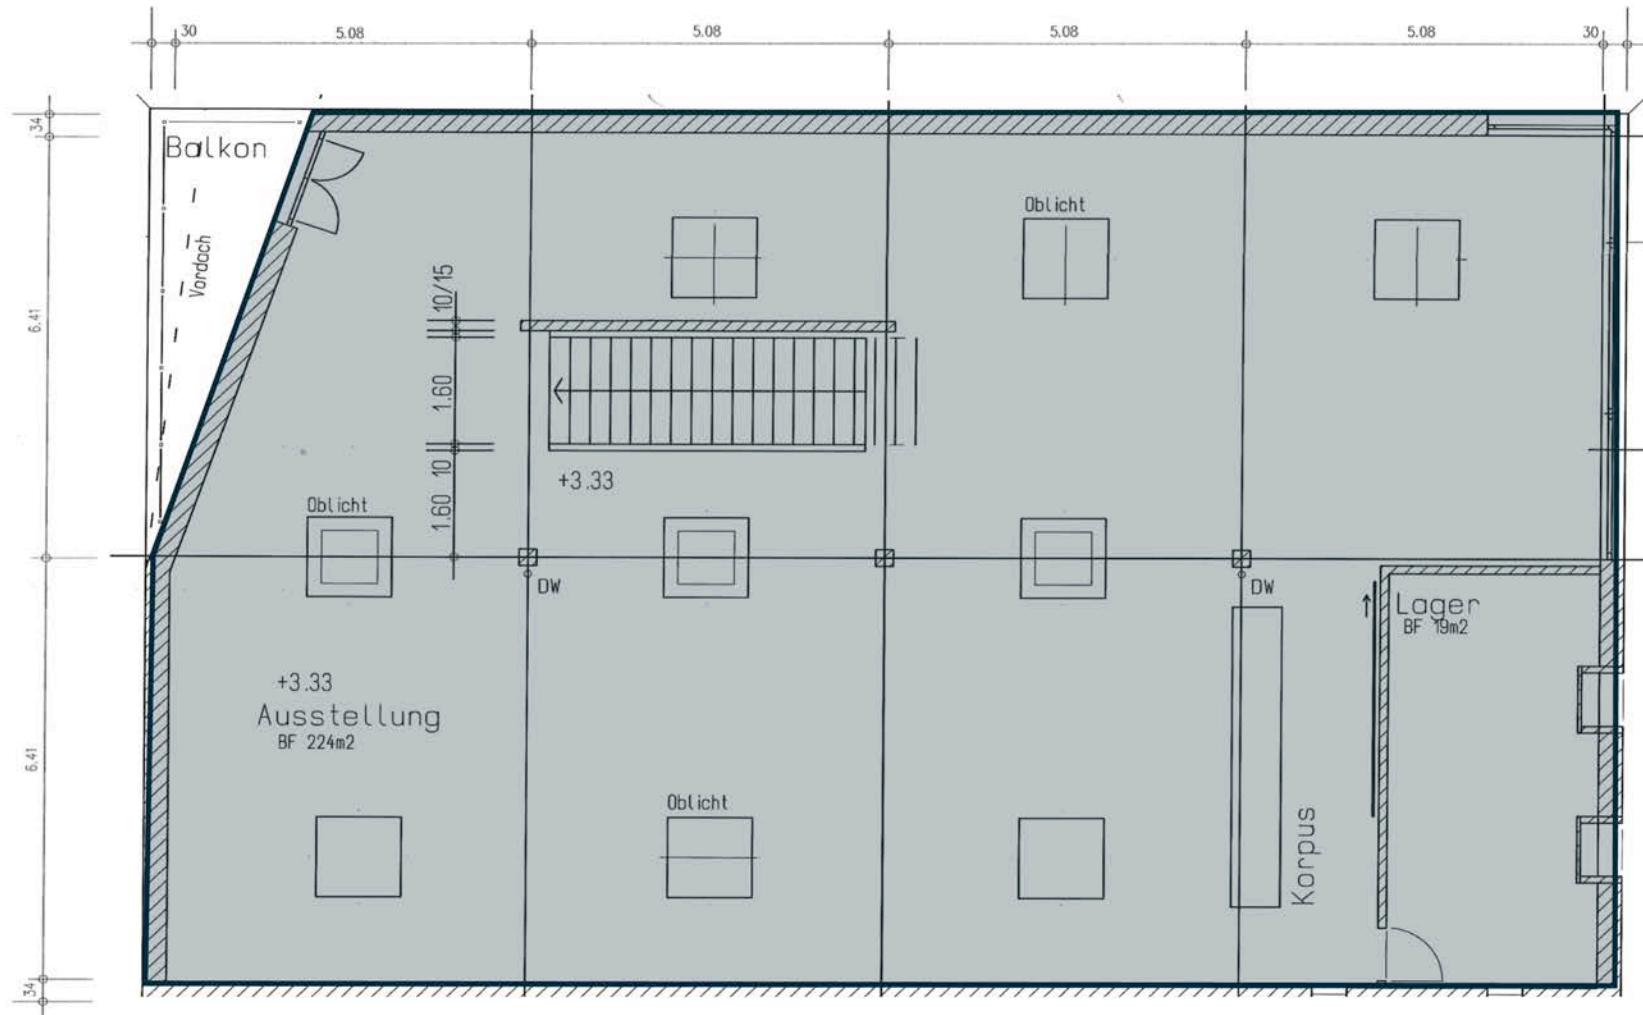 30 5.08 5.08 5.08 5.08 30
34
Balkon
Vordach
Oblicht
10/15
6.41
1.60
10
+3.33
1.60
Oblicht
DW
DW
Lager
BF 19m2
+3.33
Ausstellung
BF 224m2
6.41
Oblicht
Korpus
34